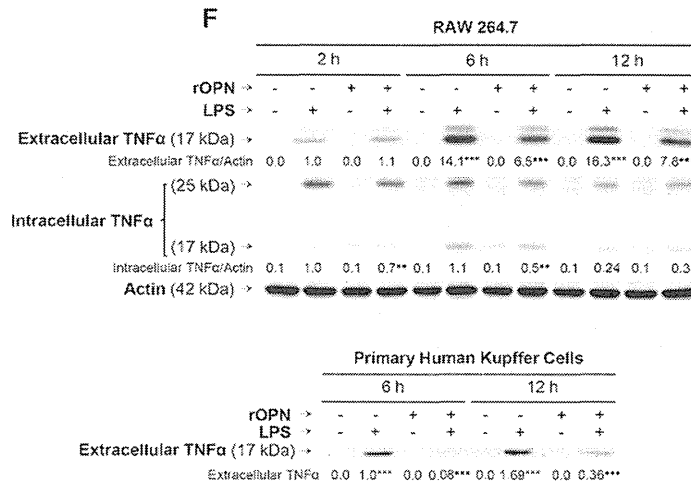 F
RAW 264.7
2 h 6 h 12 h
rOPN → - - + + - - + + - - + +
LPS → - + - + - + - + - + - +
Extracellular TNFα (17 kDa) →
Extracellular TNFα/Actin 0.0 1.0 0.0 1.1 0.0 14.1*** 0.0 6.5*** 0.0 16.3*** 0.0 7.8**
(25 kDa) →
Intracellular TNFα
(17 kDa) →
Intracellular TNFα/Actin 0.1 1.0 0.1 0.7** 0.1 1.1 0.1 0.5** 0.1 0.24 0.1 0.3
Actin (42 kDa) →
Primary Human Kupffer Cells
6 h 12 h
rOPN → - - + + - - + +
LPS → - + - + - + - +
Extracellular TNFα (17 kDa) →
Extracellular TNFα 0.0 1.0*** 0.0 0.08*** 0.0 1.69*** 0.0 0.36***